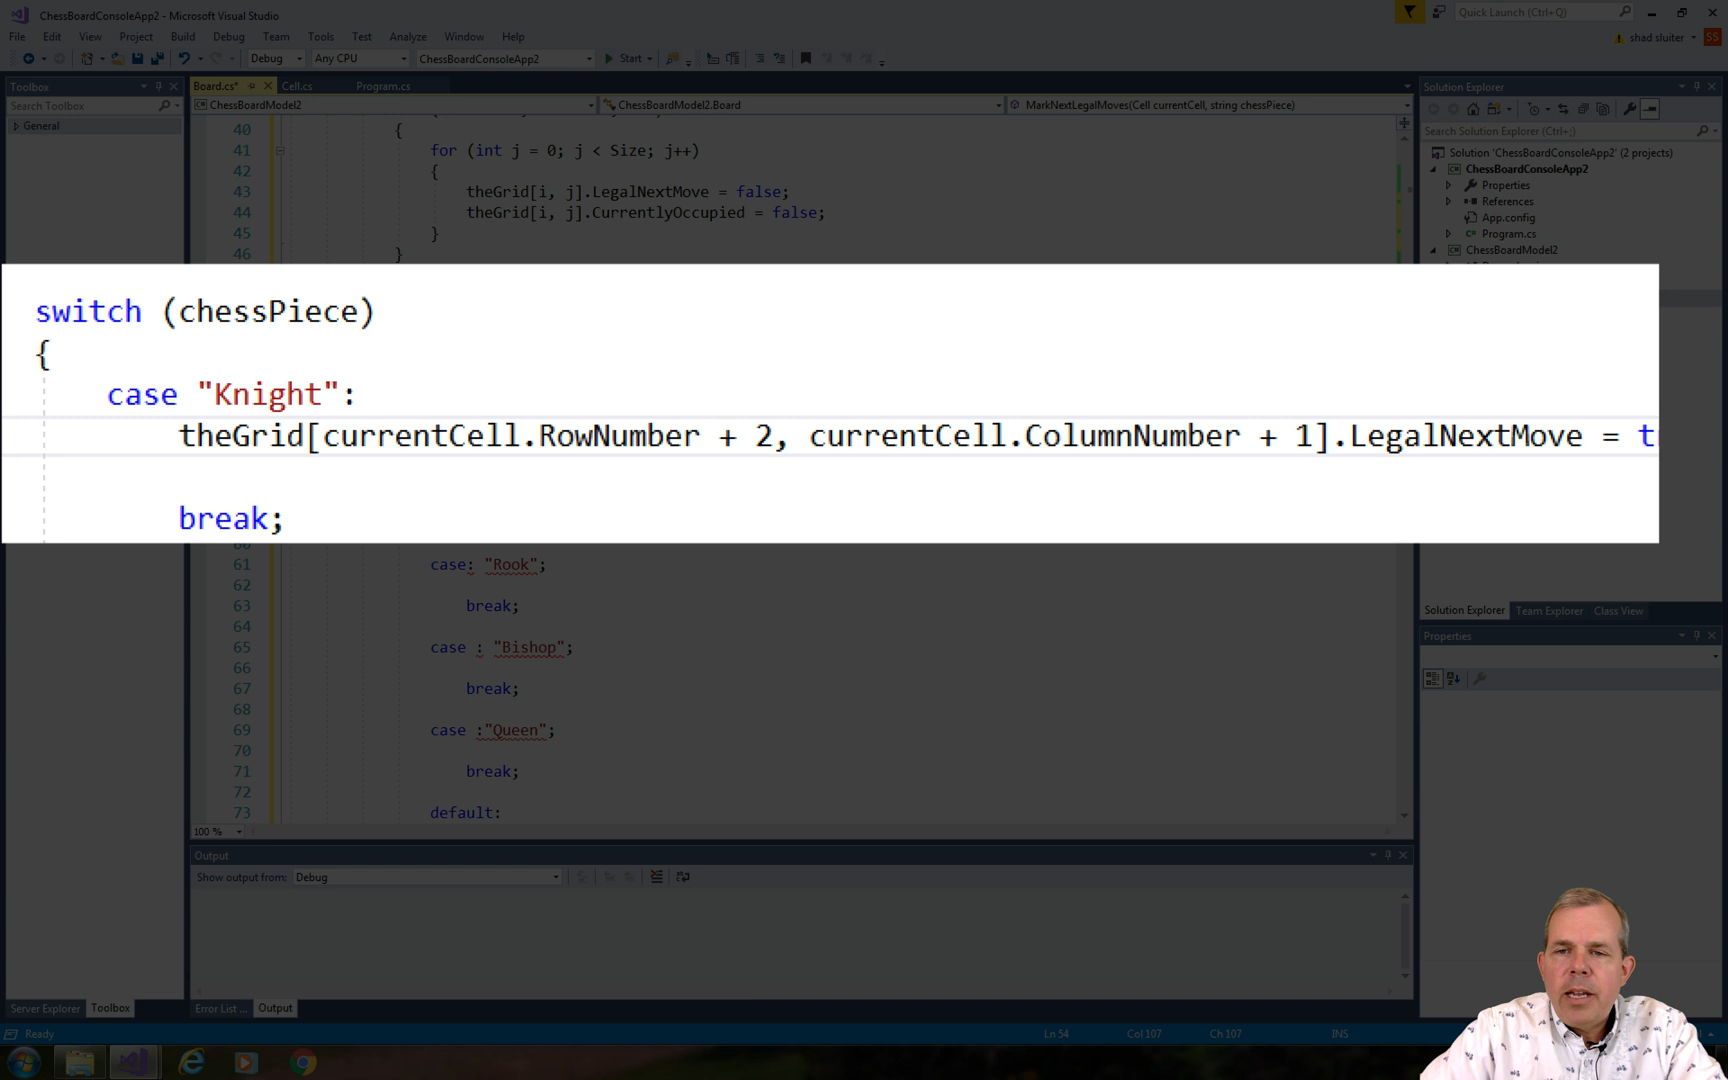 ChessBoardConsoleApp2 - Microsoft Visual Studio
Quick Launch (Ctrl+Q)
File Edit View Project Build Debug Team Tools Test Analyze Window Help
shad sluiter
SS
Debug Any CPU ChessBoardConsoleApp2 Start
Toolbox
Board.cs* Cell.cs Program.cs
Solution Explorer
Search Toolbox
ChessBoardModel2 ChessBoardModel2.Board MarkNextLegalMoves(Cell currentCell, string chessPiece)
General
40 {
41 for (int j = 0; j < Size; j++)
42 {
43 theGrid[i, j].LegalNextMove = false;
44 theGrid[i, j].CurrentlyOccupied = false;
45 }
46 }
Search Solution Explorer (Ctrl+;)
Solution 'ChessBoardConsoleApp2' (2 projects)
ChessBoardConsoleApp2
Properties
References
App.config
Program.cs
ChessBoardModel2
switch (chessPiece)
{
case "Knight":
theGrid[currentCell.RowNumber + 2, currentCell.ColumnNumber + 1].LegalNextMove = t
break;
60
61 case: "Rook";
62
63 break;
64
65 case : "Bishop";
66
67 break;
68
69 case :"Queen";
70
71 break;
72
73 default:
100 %
Solution Explorer Team Explorer Class View
Properties
Output
Show output from: Debug
Server Explorer Toolbox
Error List ... Output
Ready Ln 54 Col 107 Ch 107 INS